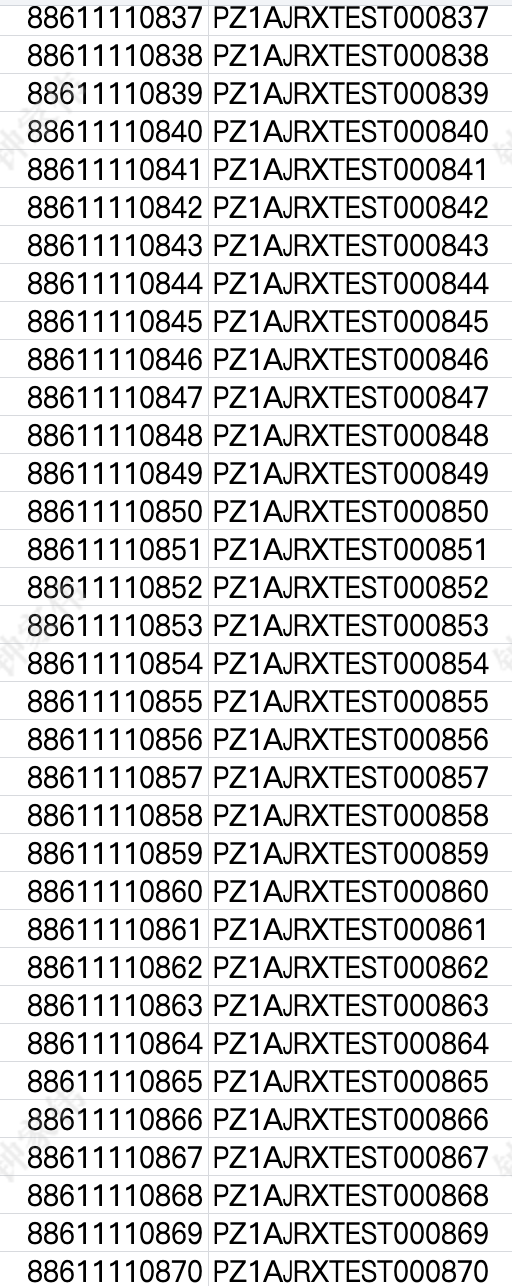 88611110837 PZ1AJRXTEST000837
88611110838 PZ1AJRXTEST000838
88611110839 PZ1AJRXTEST000839
88611110840 PZ1AJRXTEST000840
88611110841 PZ1AJRXTEST000841
88611110842 PZ1AJRXTEST000842
88611110843 PZ1AJRXTEST000843
88611110844 PZ1AJRXTEST000844
88611110845 PZ1AJRXTEST000845
88611110846 PZ1AJRXTEST000846
88611110847 PZ1AJRXTEST000847
88611110848 PZ1AJRXTEST000848
88611110849 PZ1AJRXTEST000849
88611110850 PZ1AJRXTEST000850
88611110851 PZ1AJRXTEST000851
88611110852 PZ1AJRXTEST000852
88611110853 PZ1AJRXTEST000853
88611110854 PZ1AJRXTEST000854
88611110855 PZ1AJRXTEST000855
88611110856 PZ1AJRXTEST000856
88611110857 PZ1AJRXTEST000857
88611110858 PZ1AJRXTEST000858
88611110859 PZ1AJRXTEST000859
88611110860 PZ1AJRXTEST000860
88611110861 PZ1AJRXTEST000861
88611110862 PZ1AJRXTEST000862
88611110863 PZ1AJRXTEST000863
88611110864 PZ1AJRXTEST000864
88611110865 PZ1AJRXTEST000865
88611110866 PZ1AJRXTEST000866
88611110867 PZ1AJRXTEST000867
88611110868 PZ1AJRXTEST000868
88611110869 PZ1AJRXTEST000869
88611110870 PZ1AJRXTEST000870